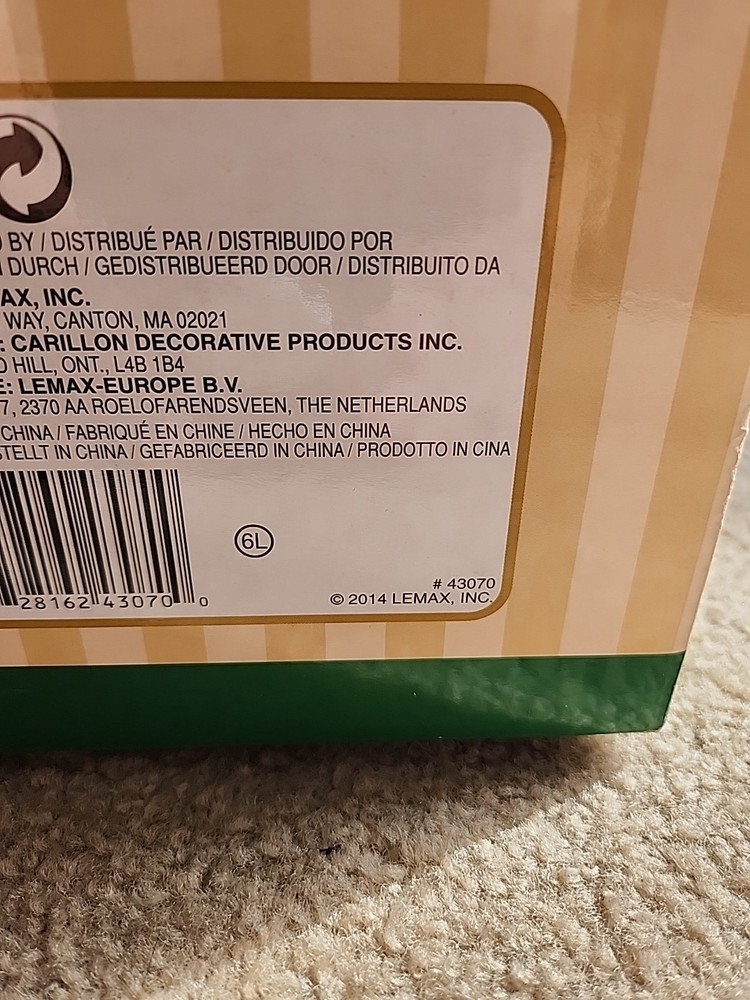 BY / DISTRIBUÉ PAR / DISTRIBUIDO POR
DURCH / GEDISTRIBUEERD DOOR / DISTRIBUITO DA
AX, INC.
WAY, CANTON, MA 02021
: CARILLON DECORATIVE PRODUCTS INC.
HILL, ONT., L4B 1B4
E: LEMAX-EUROPE B.V.
7, 2370 AA ROELOFARENDSVEEN, THE NETHERLANDS
CHINA / FABRIQUÉ EN CHINE / HECHO EN CHINA
STELLT IN CHINA / GEFABRICEERD IN CHINA / PRODOTTO IN CINA
6L
28162 43070 0
# 43070
© 2014 LEMAX, INC.